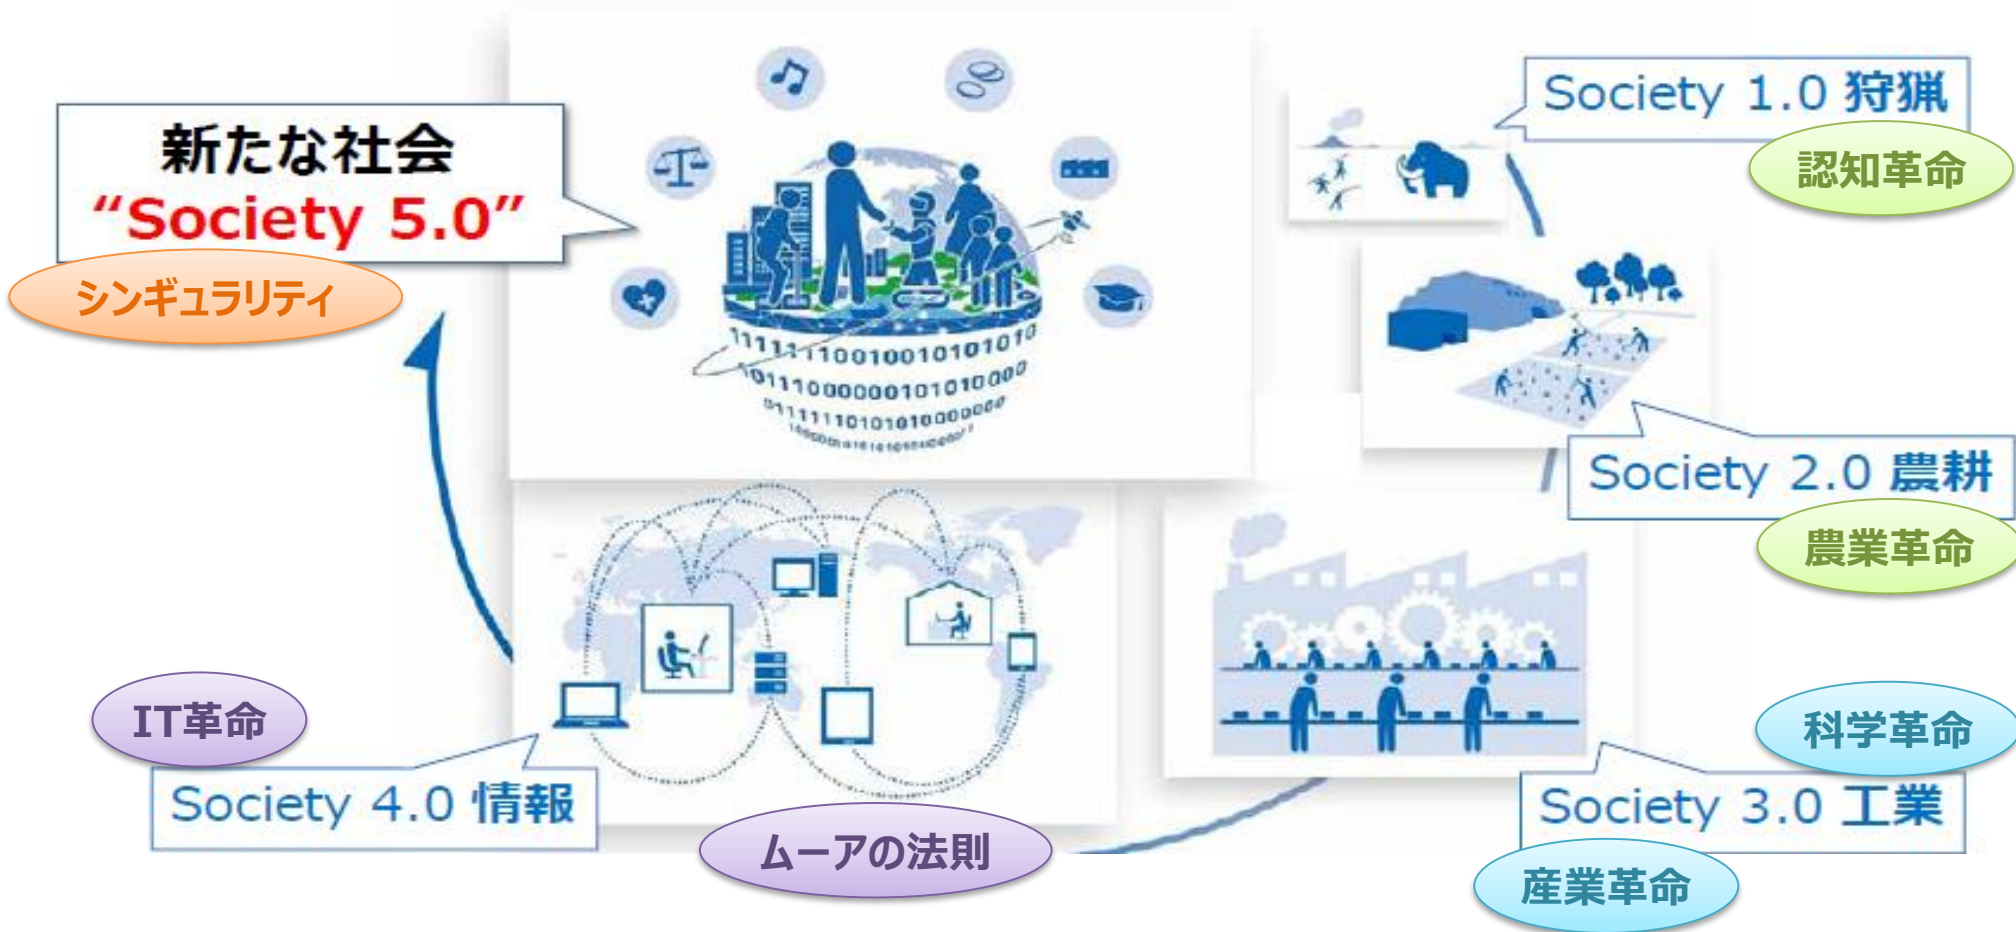 新たな社会
“Society 5.0”
シンギュラリティ
Society 1.0 狩猟
認知革命
Society 2.0 農耕
農業革命
科学革命
Society 3.0 工業
産業革命
IT革命
Society 4.0 情報
ムーアの法則